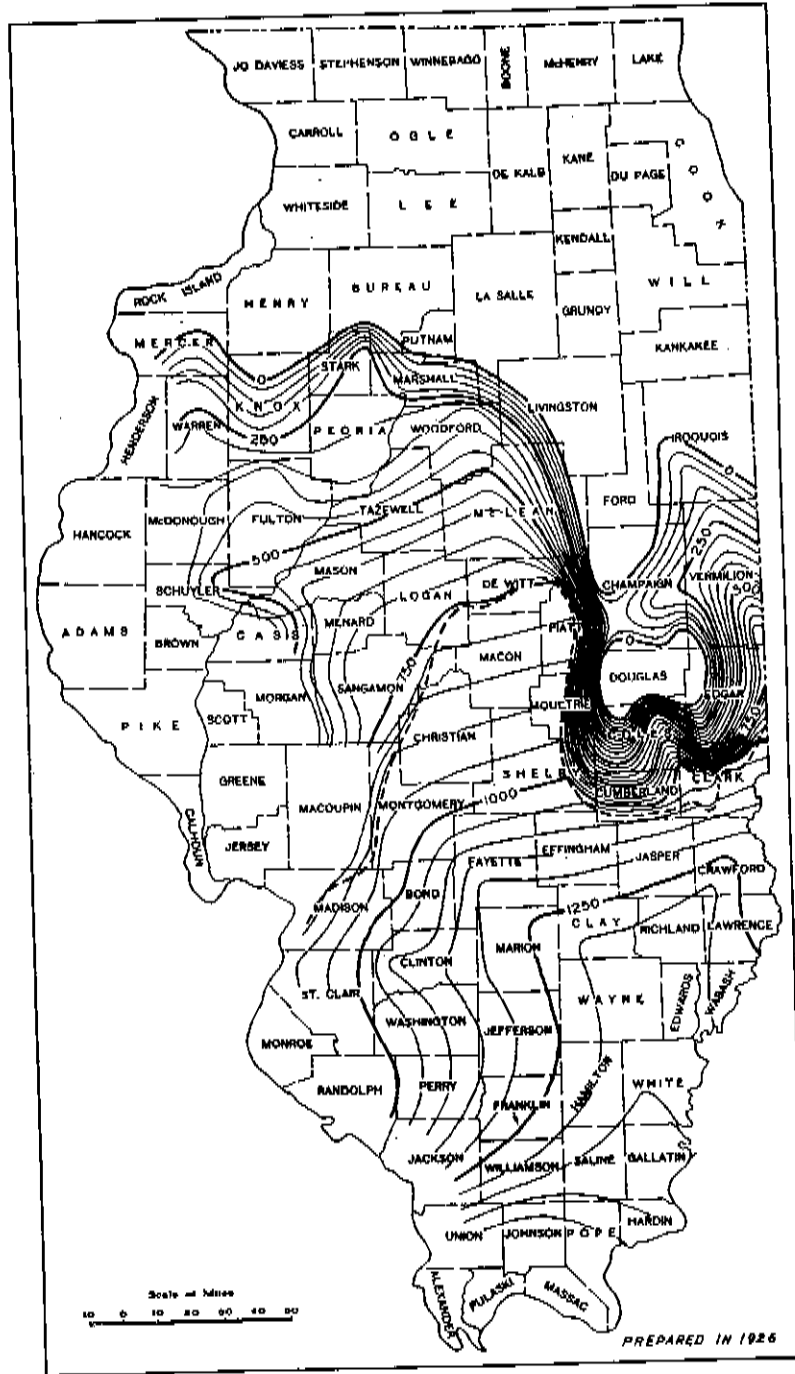 JO DAVIESS STEPHENSON WINNEBAGO BOONE McHENRY LAKE
CARROLL OGLE DE KALB KANE DU PAGE COOK
WHITESIDE LEE KENDALL
ROCK ISLAND HENRY BUREAU LA SALLE GRUNDY WILL
MERCER PUTNAM KANKAKEE
STARK MARSHALL
0
HENDERSON WARREN KNOX PEORIA WOODFORD LIVINGSTON IROQUOIS
250 0
HANCOCK McDONOUGH FULTON TAZEWELL McLEAN FORD
500 250
SCHUYLER MASON LOGAN DE WITT CHAMPAIGN VERMILION
500
ADAMS BROWN CASS MENARD PIATT
0
MACON DOUGLAS
PIKE SCOTT MORGAN SANGAMON 750 MOULTRIE EDGAR
750
CHRISTIAN COLES
GREENE MACOUPIN MONTGOMERY SHELBY CUMBERLAND CLARK
1000
CALHOUN JERSEY
FAYETTE EFFINGHAM JASPER CRAWFORD
MADISON BOND
1250
CLAY RICHLAND LAWRENCE
CLINTON MARION
ST. CLAIR WAYNE EDWARDS WABASH
MONROE WASHINGTON JEFFERSON
RANDOLPH PERRY FRANKLIN HAMILTON WHITE
JACKSON WILLIAMSON SALINE GALLATIN
UNION JOHNSON POPE HARDIN
ALEXANDER PULASKI MASSAC
Scale of Miles
10 0 10 20 30 40 50
PREPARED IN 1926